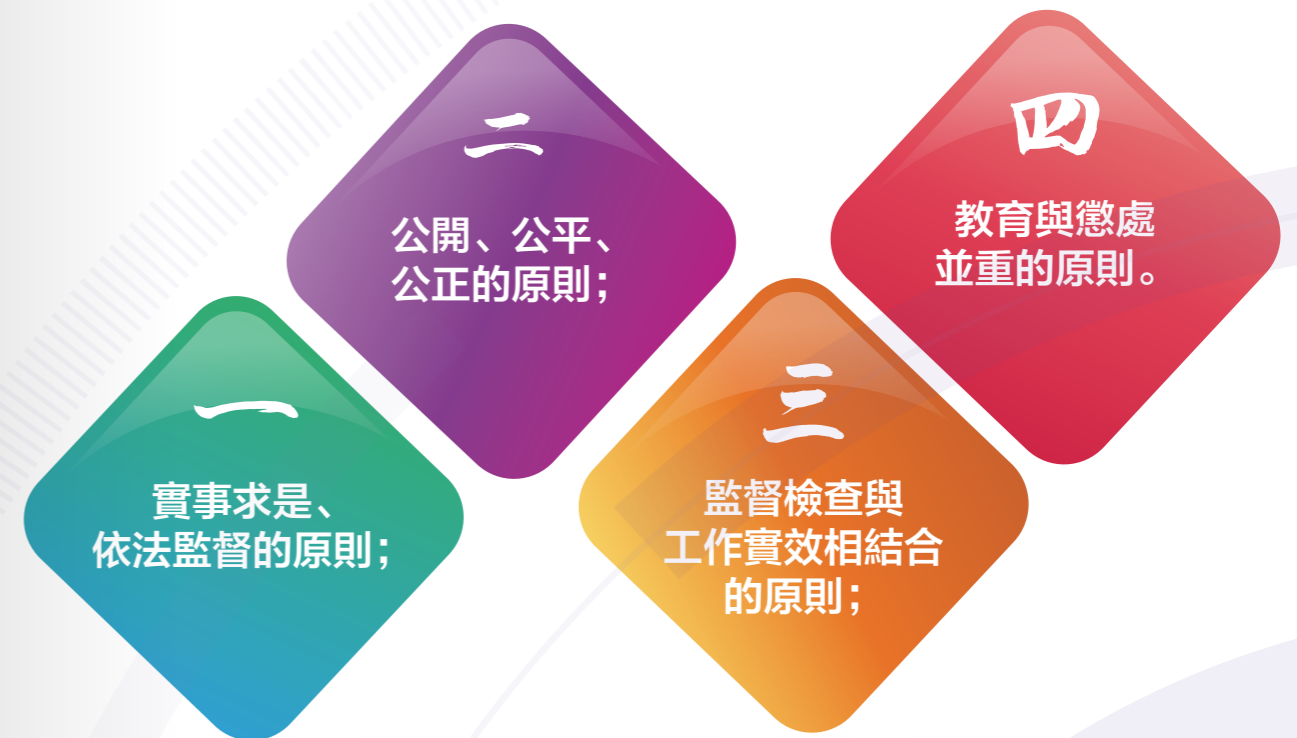 一
實事求是、
依法監督的原則；
二
公開、公平、
公正的原則；
三
監督檢查與
工作實效相結合
的原則；
四
教育與懲處
並重的原則。